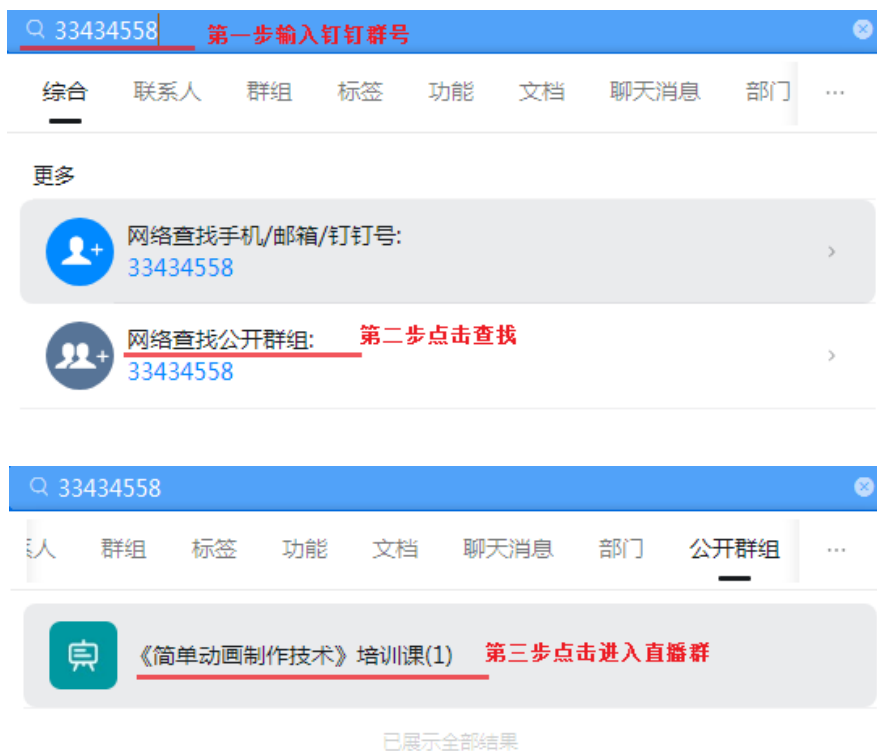 33434558 第一步输入钉钉群号
综合 联系人 群组 标签 功能 文档 聊天消息 部门 ...
更多
网络查找手机/邮箱/钉钉号:
33434558
网络查找公开群组: 第二步点击查找
33434558
33434558
人 群组 标签 功能 文档 聊天消息 部门 公开群组 ...
《简单动画制作技术》培训课(1) 第三步点击进入直播群
已展示全部结果